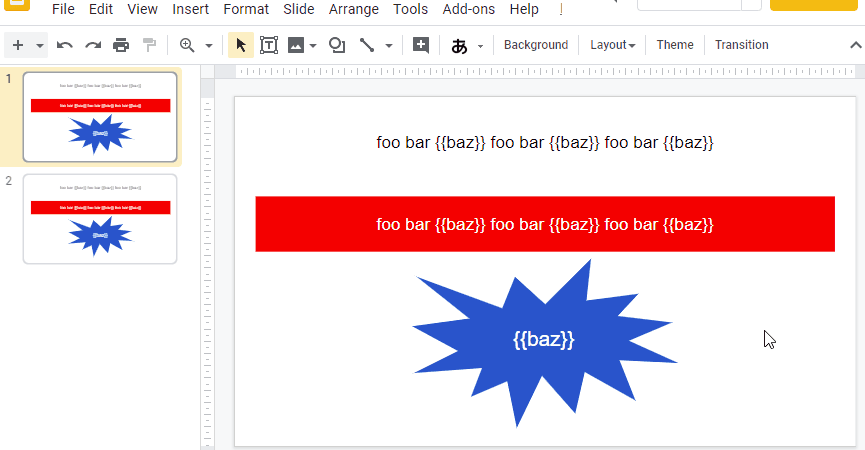 File Edit View Insert Format Slide Arrange Tools Add-ons Help
あ Background Layout Theme Transition
1
2
foo bar {{baz}} foo bar {{baz}} foo bar {{baz}}
foo bar {{baz}} foo bar {{baz}} foo bar {{baz}}
{{baz}}